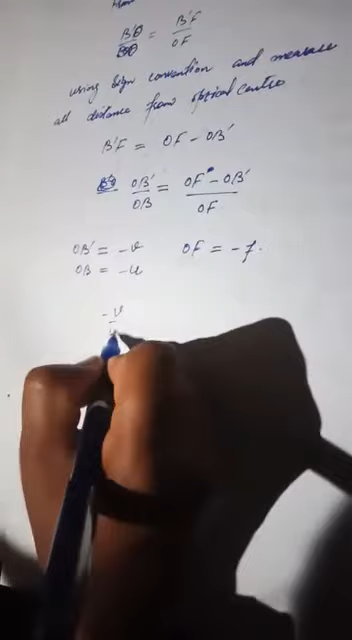 from
B'O/BO = B'F/OF
using sign convention and measure
all distance from optical centre
B'F = OF - OB'
OB'/OB = OF - OB'/OF
OB' = -v OF = -f.
OB = -u
-v